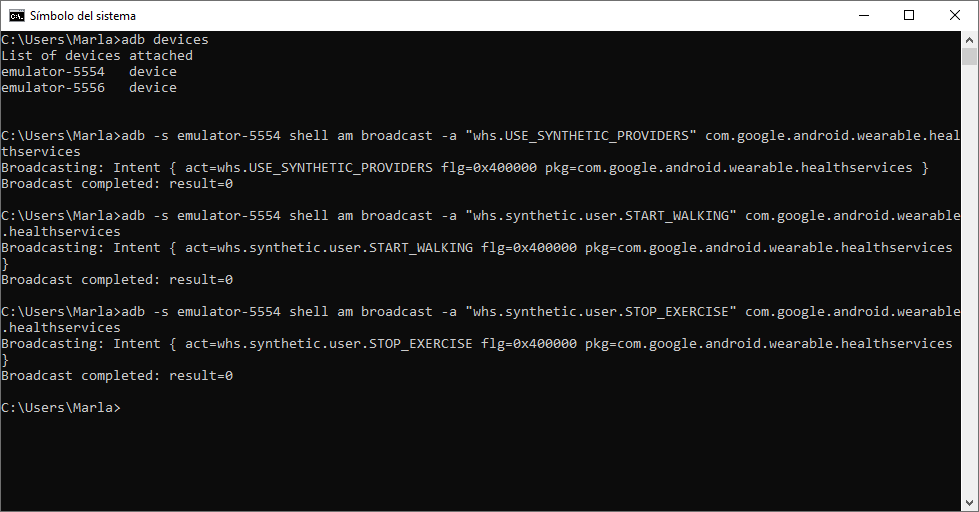 Símbolo del sistema
C:\Users\Marla>adb devices
List of devices attached
emulator-5554   device
emulator-5556   device
C:\Users\Marla>adb -s emulator-5554 shell am broadcast -a "whs.USE_SYNTHETIC_PROVIDERS" com.google.android.wearable.heal
thservices
Broadcasting: Intent { act=whs.USE_SYNTHETIC_PROVIDERS flg=0x400000 pkg=com.google.android.wearable.healthservices }
Broadcast completed: result=0
C:\Users\Marla>adb -s emulator-5554 shell am broadcast -a "whs.synthetic.user.START_WALKING" com.google.android.wearable
.healthservices
Broadcasting: Intent { act=whs.synthetic.user.START_WALKING flg=0x400000 pkg=com.google.android.wearable.healthservices
}
Broadcast completed: result=0
C:\Users\Marla>adb -s emulator-5554 shell am broadcast -a "whs.synthetic.user.STOP_EXERCISE" com.google.android.wearable
.healthservices
Broadcasting: Intent { act=whs.synthetic.user.STOP_EXERCISE flg=0x400000 pkg=com.google.android.wearable.healthservices
}
Broadcast completed: result=0
C:\Users\Marla>